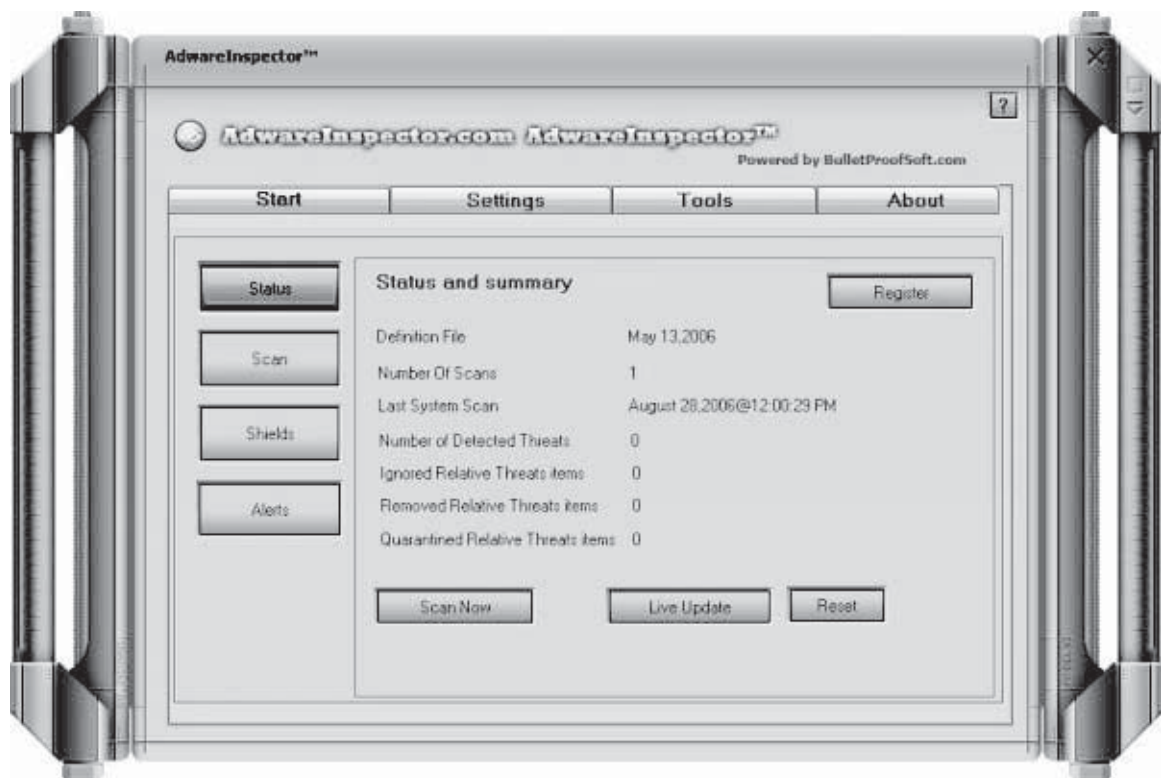 AdwareInspector™
?
AdwareInspector.com AdwareInspector™
Powered by BulletProofSoft.com
Start Settings Tools About
Status
Scan
Shields
Alerts
Status and summary
Register
Definition File May 13,2006
Number Of Scans 1
Last System Scan August 28,2006@12:00:29 PM
Number of Detected Threats 0
Ignored Relative Threats items 0
Removed Relative Threats items 0
Quarantined Relative Threats items 0
Scan Now Live Update Reset